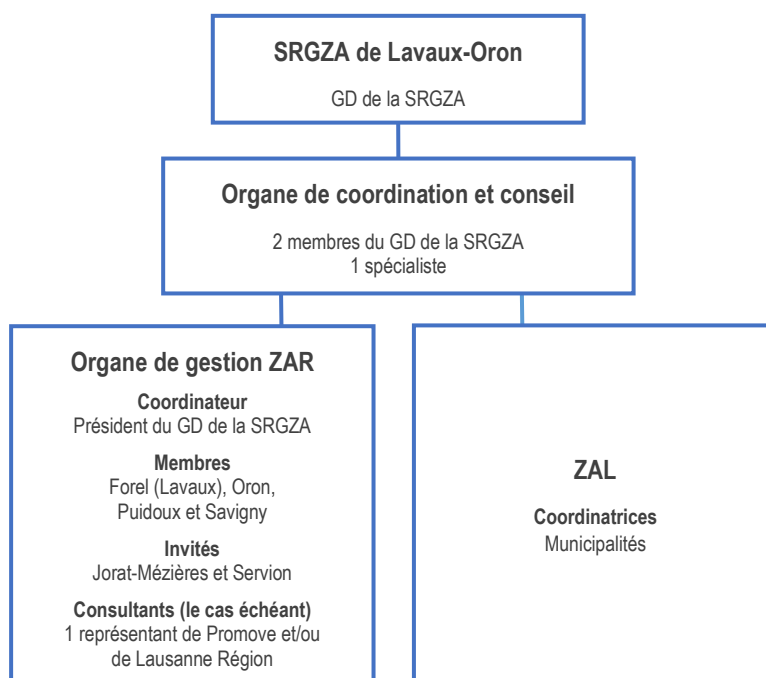 SRGZA de Lavaux-Oron
GD de la SRGZA
Organe de coordination et conseil
2 membres du GD de la SRGZA
1 spécialiste
Organe de gestion ZAR
Coordinateur
Président du GD de la SRGZA
Membres
Forel (Lavaux), Oron,
Puidoux et Savigny
Invités
Jorat-Mézières et Servion
Consultants (le cas échéant)
1 représentant de Promove et/ou
de Lausanne Région
ZAL
Coordinatrices
Municipalités